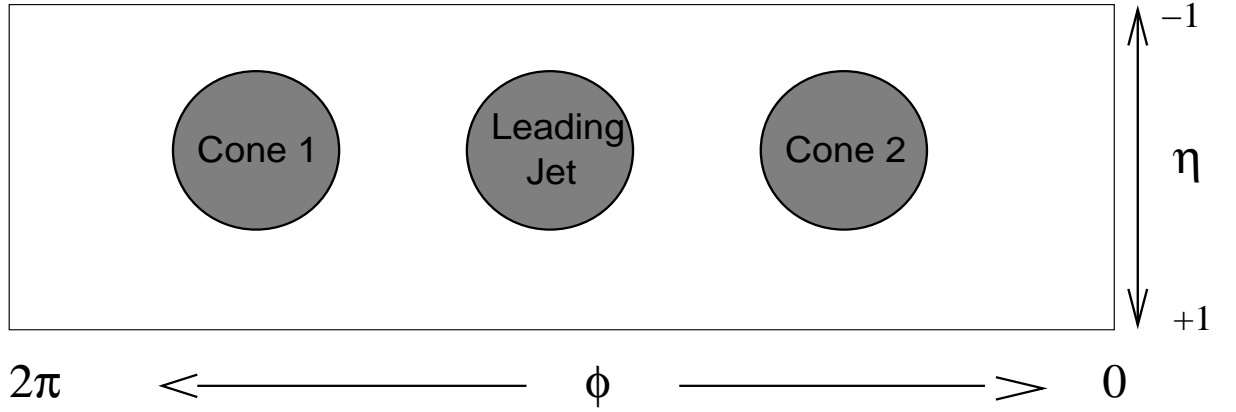 −1
Cone 1
Leading
Jet
Cone 2
η
+1
2π
ϕ
0